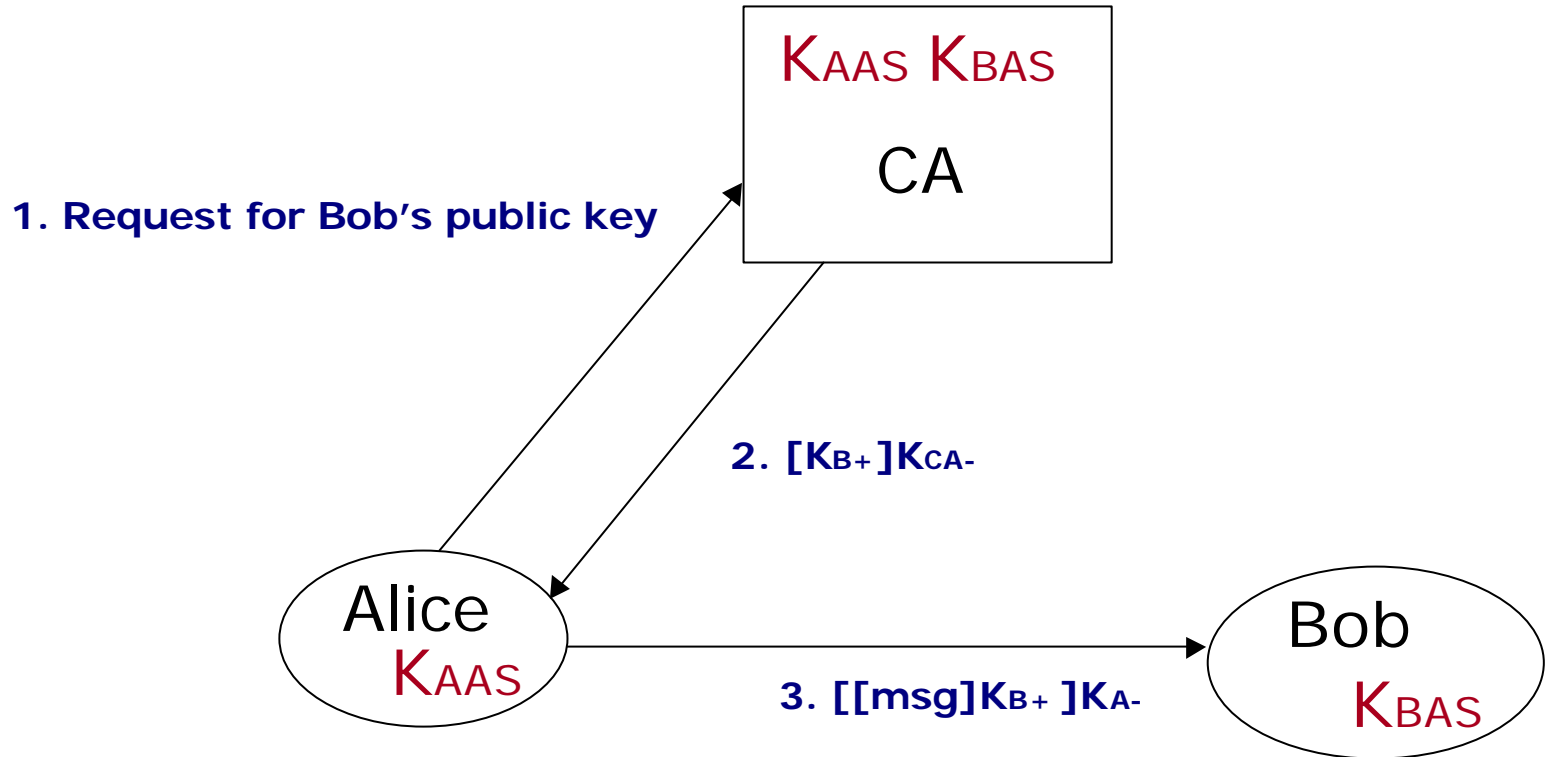 KAAS KBAS
CA
1. Request for Bob's public key
2. [KB+]KCA-
Alice
KAAS
3. [[msg]KB+ ]KA-
Bob
KBAS